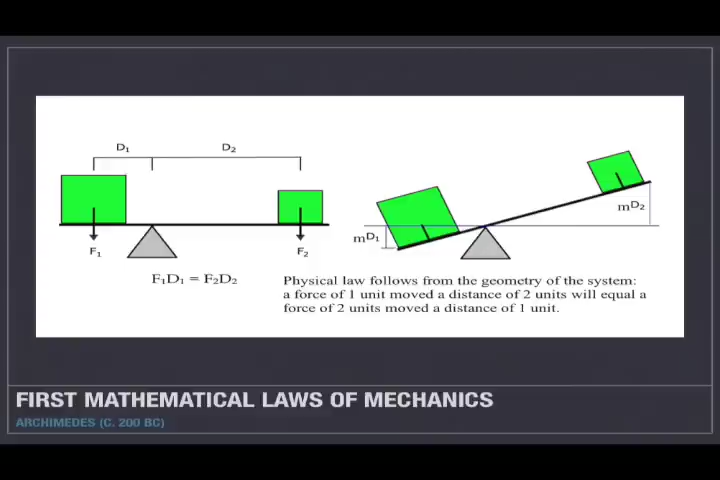 D₁ D₂
F₁ F₂
F₁D₁ = F₂D₂
mD₁ mD₂
Physical law follows from the geometry of the system:
a force of 1 unit moved a distance of 2 units will equal a
force of 2 units moved a distance of 1 unit.
FIRST MATHEMATICAL LAWS OF MECHANICS
ARCHIMEDES (C. 200 BC)